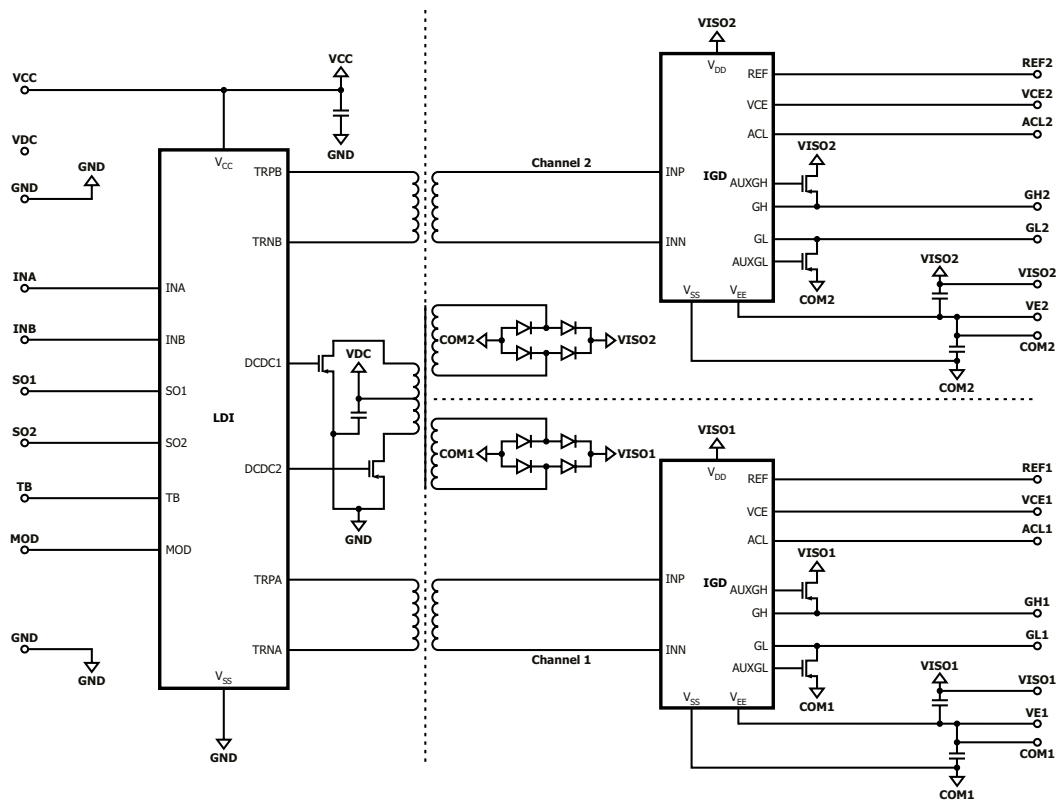 VCC
VDC
GND
GND
INA
INB
SO1
SO2
TB
MOD
GND
GND
VCC
GND
VCC
TRPB
TRNB
INA
DCDC1
INB
SO1
LDI
SO2
DCDC2
TB
MOD
TRPA
TRNA
VSS
GND
VDC
GND
Channel 2
COM2
VISO2
COM1
VISO1
Channel 1
VISO2
VDD
REF
VCE
ACL
INP
IGD
AUXGH
GH
INN
GL
AUXGL
VSS
VEE
VISO2
COM2
VISO2
COM2
REF2
VCE2
ACL2
GH2
GL2
VISO2
VE2
COM2
VISO1
VDD
REF
VCE
ACL
INP
IGD
AUXGH
GH
INN
GL
AUXGL
VSS
VEE
VISO1
COM1
VISO1
COM1
REF1
VCE1
ACL1
GH1
GL1
VISO1
VE1
COM1